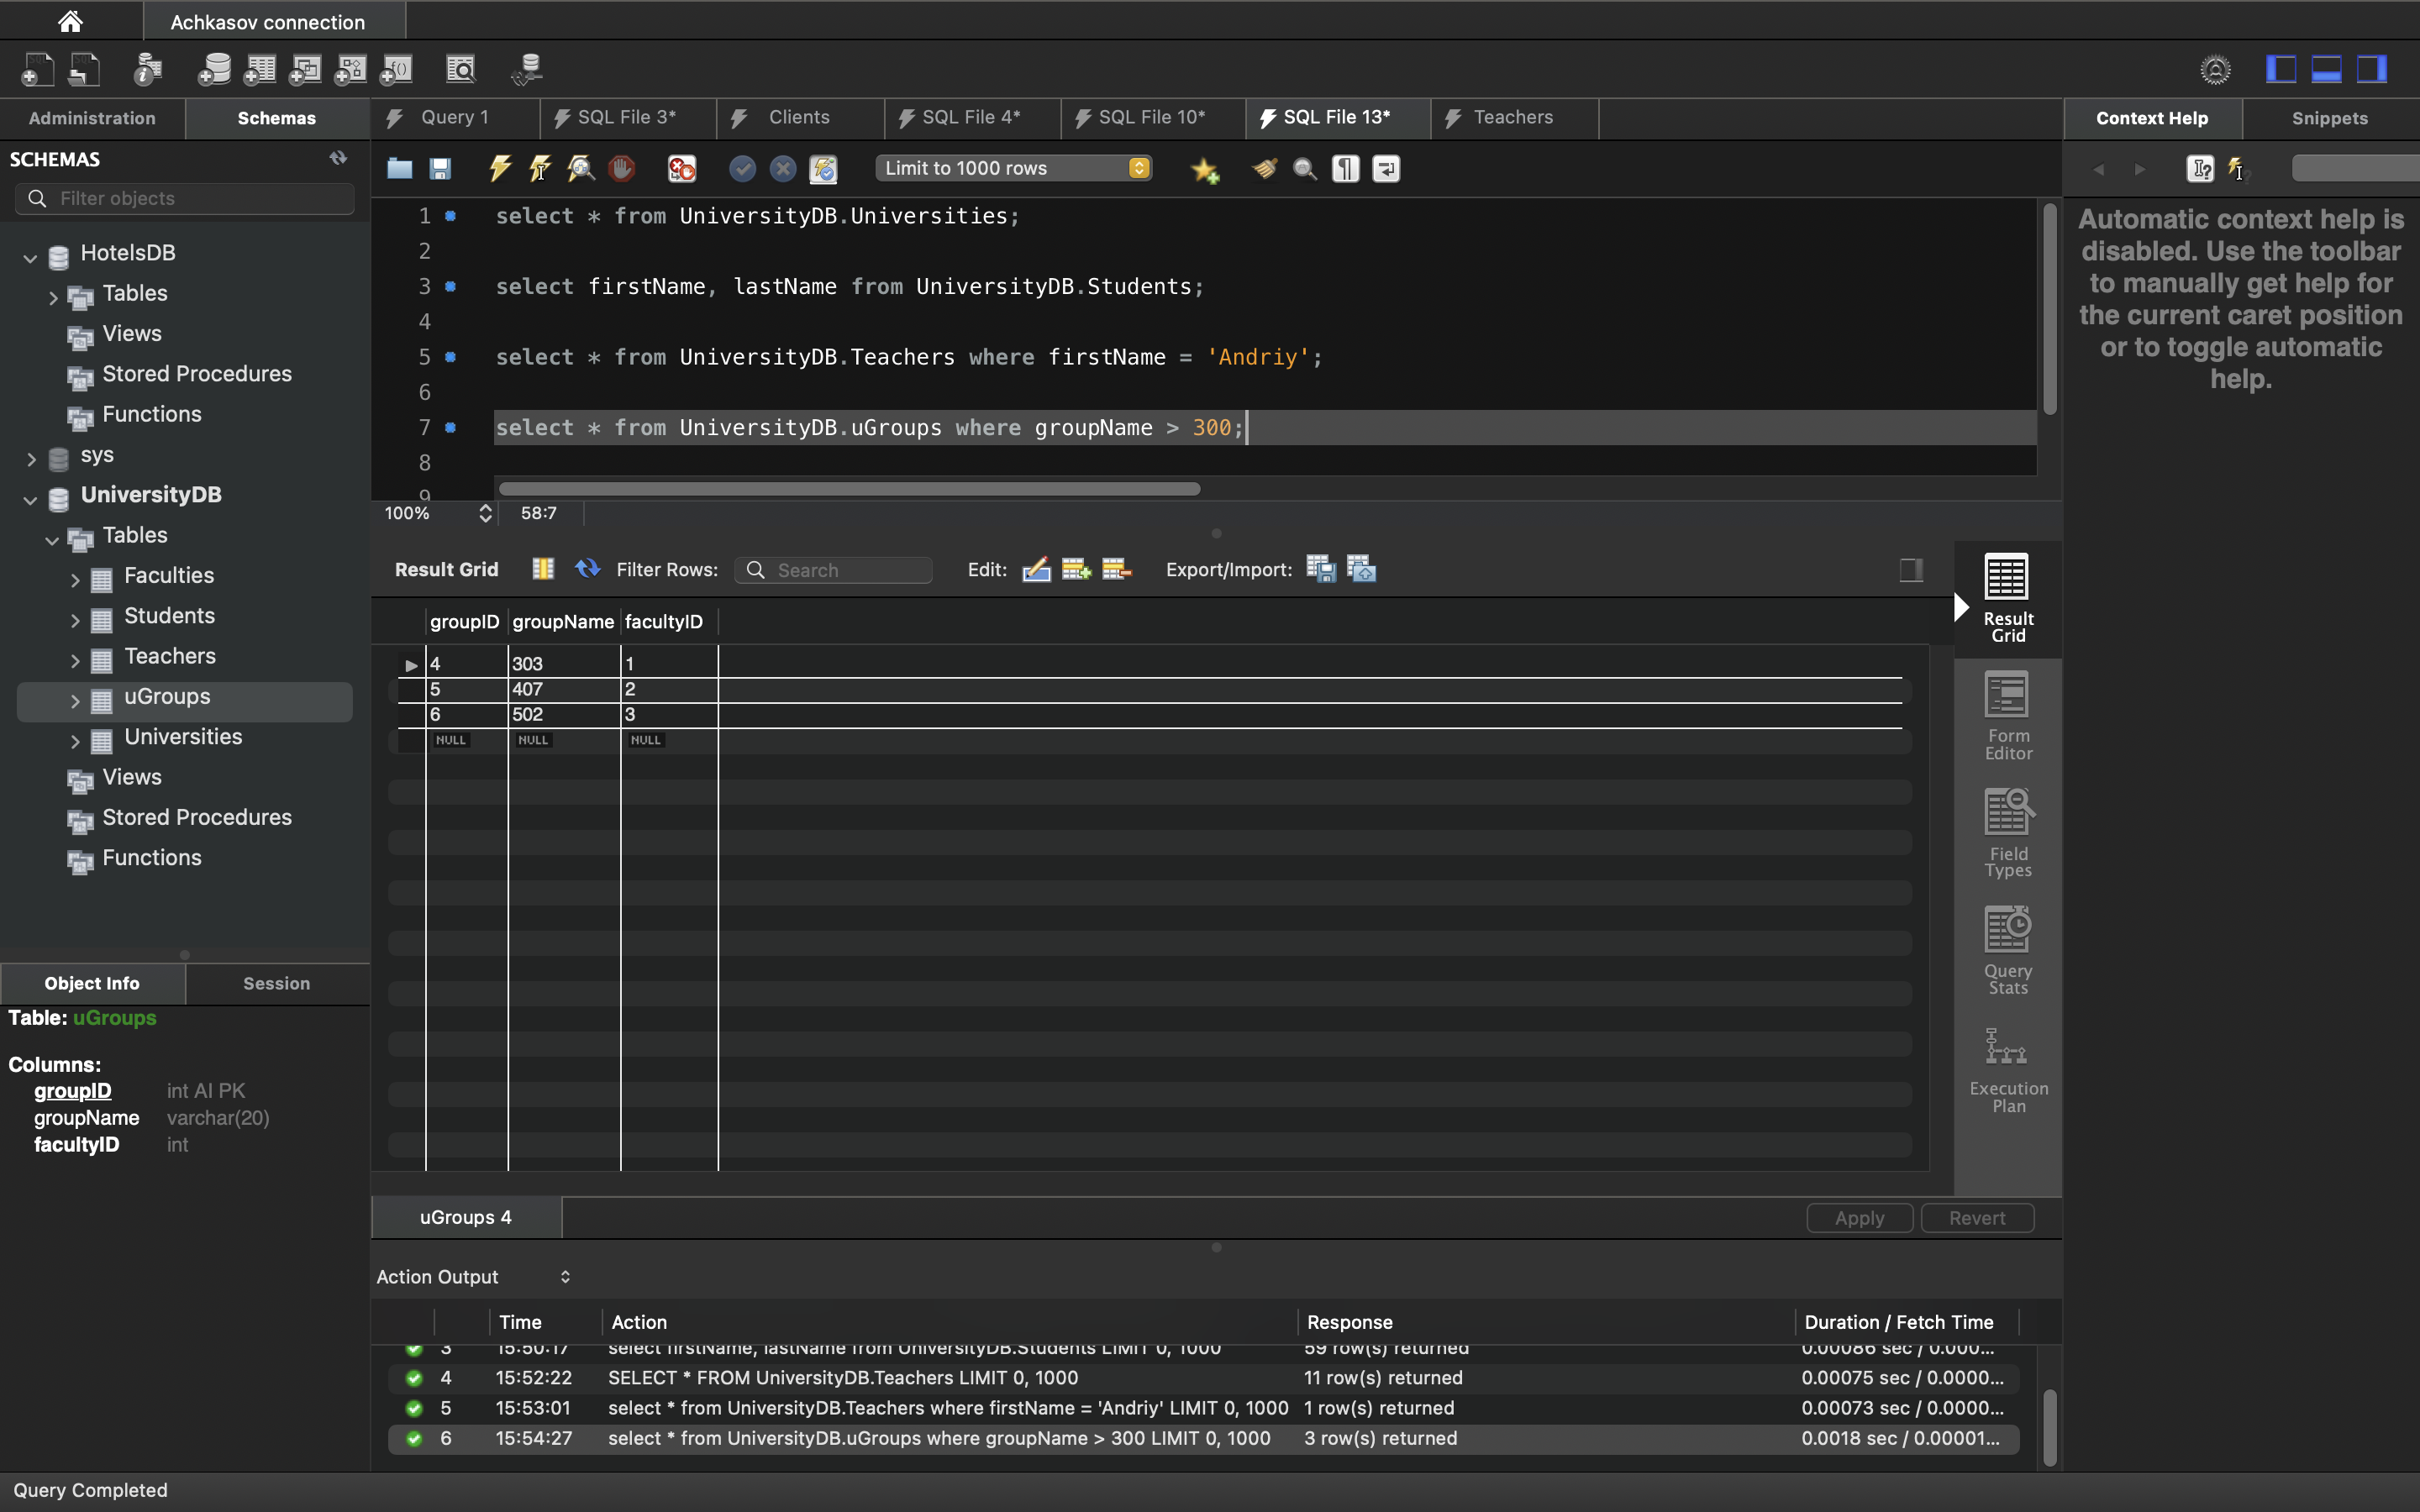 Achkasov connection
Administration
Schemas
Query 1
SQL File 3*
Clients
SQL File 4*
SQL File 10*
SQL File 13*
Teachers
Context Help
Snippets
SCHEMAS
Filter objects
HotelsDB
Tables
Views
Stored Procedures
Functions
sys
UniversityDB
Tables
Faculties
Students
Teachers
uGroups
Universities
Views
Stored Procedures
Functions
Limit to 1000 rows
1 select * from UniversityDB.Universities;
2
3 select firstName, lastName from UniversityDB.Students;
4
5 select * from UniversityDB.Teachers where firstName = 'Andriy';
6
7 select * from UniversityDB.uGroups where groupName > 300;
8
9
100% 58:7
Automatic context help is
disabled. Use the toolbar
to manually get help for
the current caret position
or to toggle automatic
help.
Result Grid Filter Rows: Search Edit: Export/Import:
groupID groupName facultyID
4 303 1
5 407 2
6 502 3
NULL NULL NULL
Result
Grid
Form
Editor
Field
Types
Query
Stats
Execution
Plan
Object Info
Session
Table: uGroups
Columns:
groupID int AI PK
groupName varchar(20)
facultyID int
uGroups 4
Apply
Revert
Action Output
Time Action Response Duration / Fetch Time
3 15:50:17 select firstName, lastName from UniversityDB.Students LIMIT 0, 1000 59 row(s) returned 0.00086 sec / 0.000...
4 15:52:22 SELECT * FROM UniversityDB.Teachers LIMIT 0, 1000 11 row(s) returned 0.00075 sec / 0.0000...
5 15:53:01 select * from UniversityDB.Teachers where firstName = 'Andriy' LIMIT 0, 1000 1 row(s) returned 0.00073 sec / 0.0000...
6 15:54:27 select * from UniversityDB.uGroups where groupName > 300 LIMIT 0, 1000 3 row(s) returned 0.0018 sec / 0.00001...
Query Completed